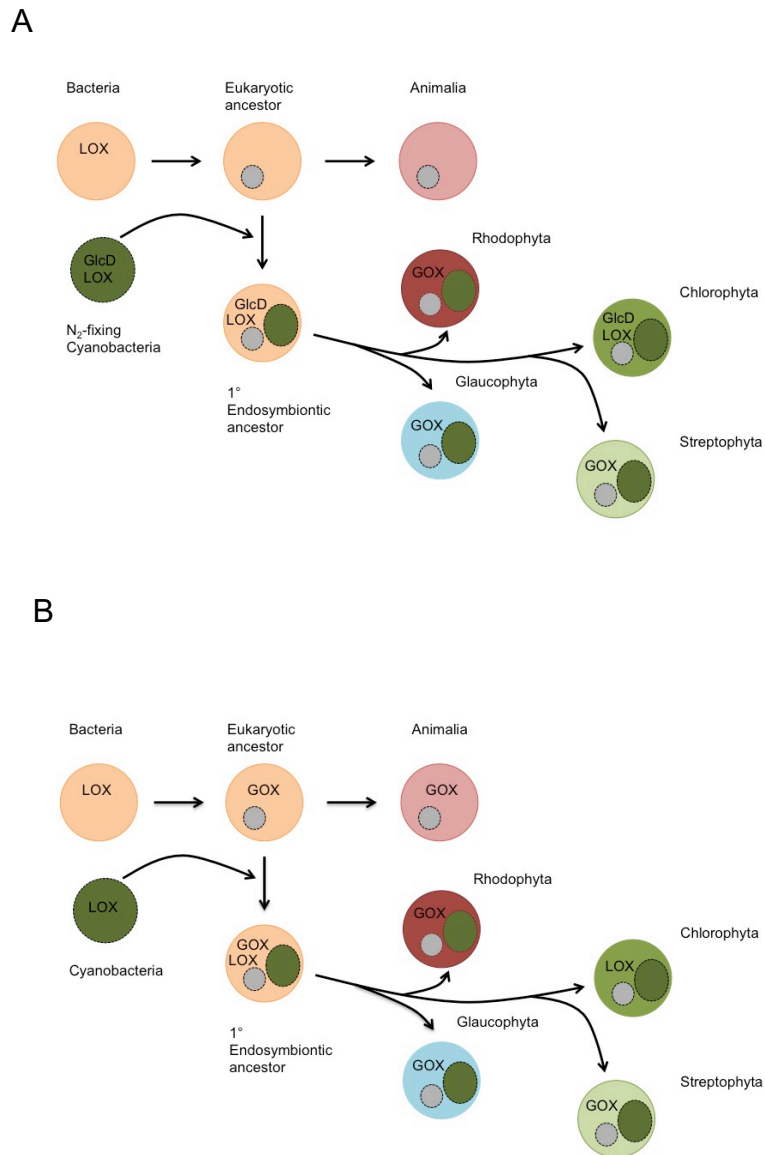 A
Bacteria
Eukaryotic
ancestor
Animalia
LOX
GlcD
LOX
N₂-fixing
Cyanobacteria
GlcD
LOX
1°
Endosymbiontic
ancestor
Rhodophyta
GOX
Glaucophyta
GOX
Chlorophyta
GlcD
LOX
Streptophyta
GOX
B
Bacteria
Eukaryotic
ancestor
Animalia
LOX
GOX
GOX
LOX
Cyanobacteria
GOX
LOX
1°
Endosymbiontic
ancestor
Rhodophyta
GOX
Glaucophyta
GOX
Chlorophyta
LOX
Streptophyta
GOX